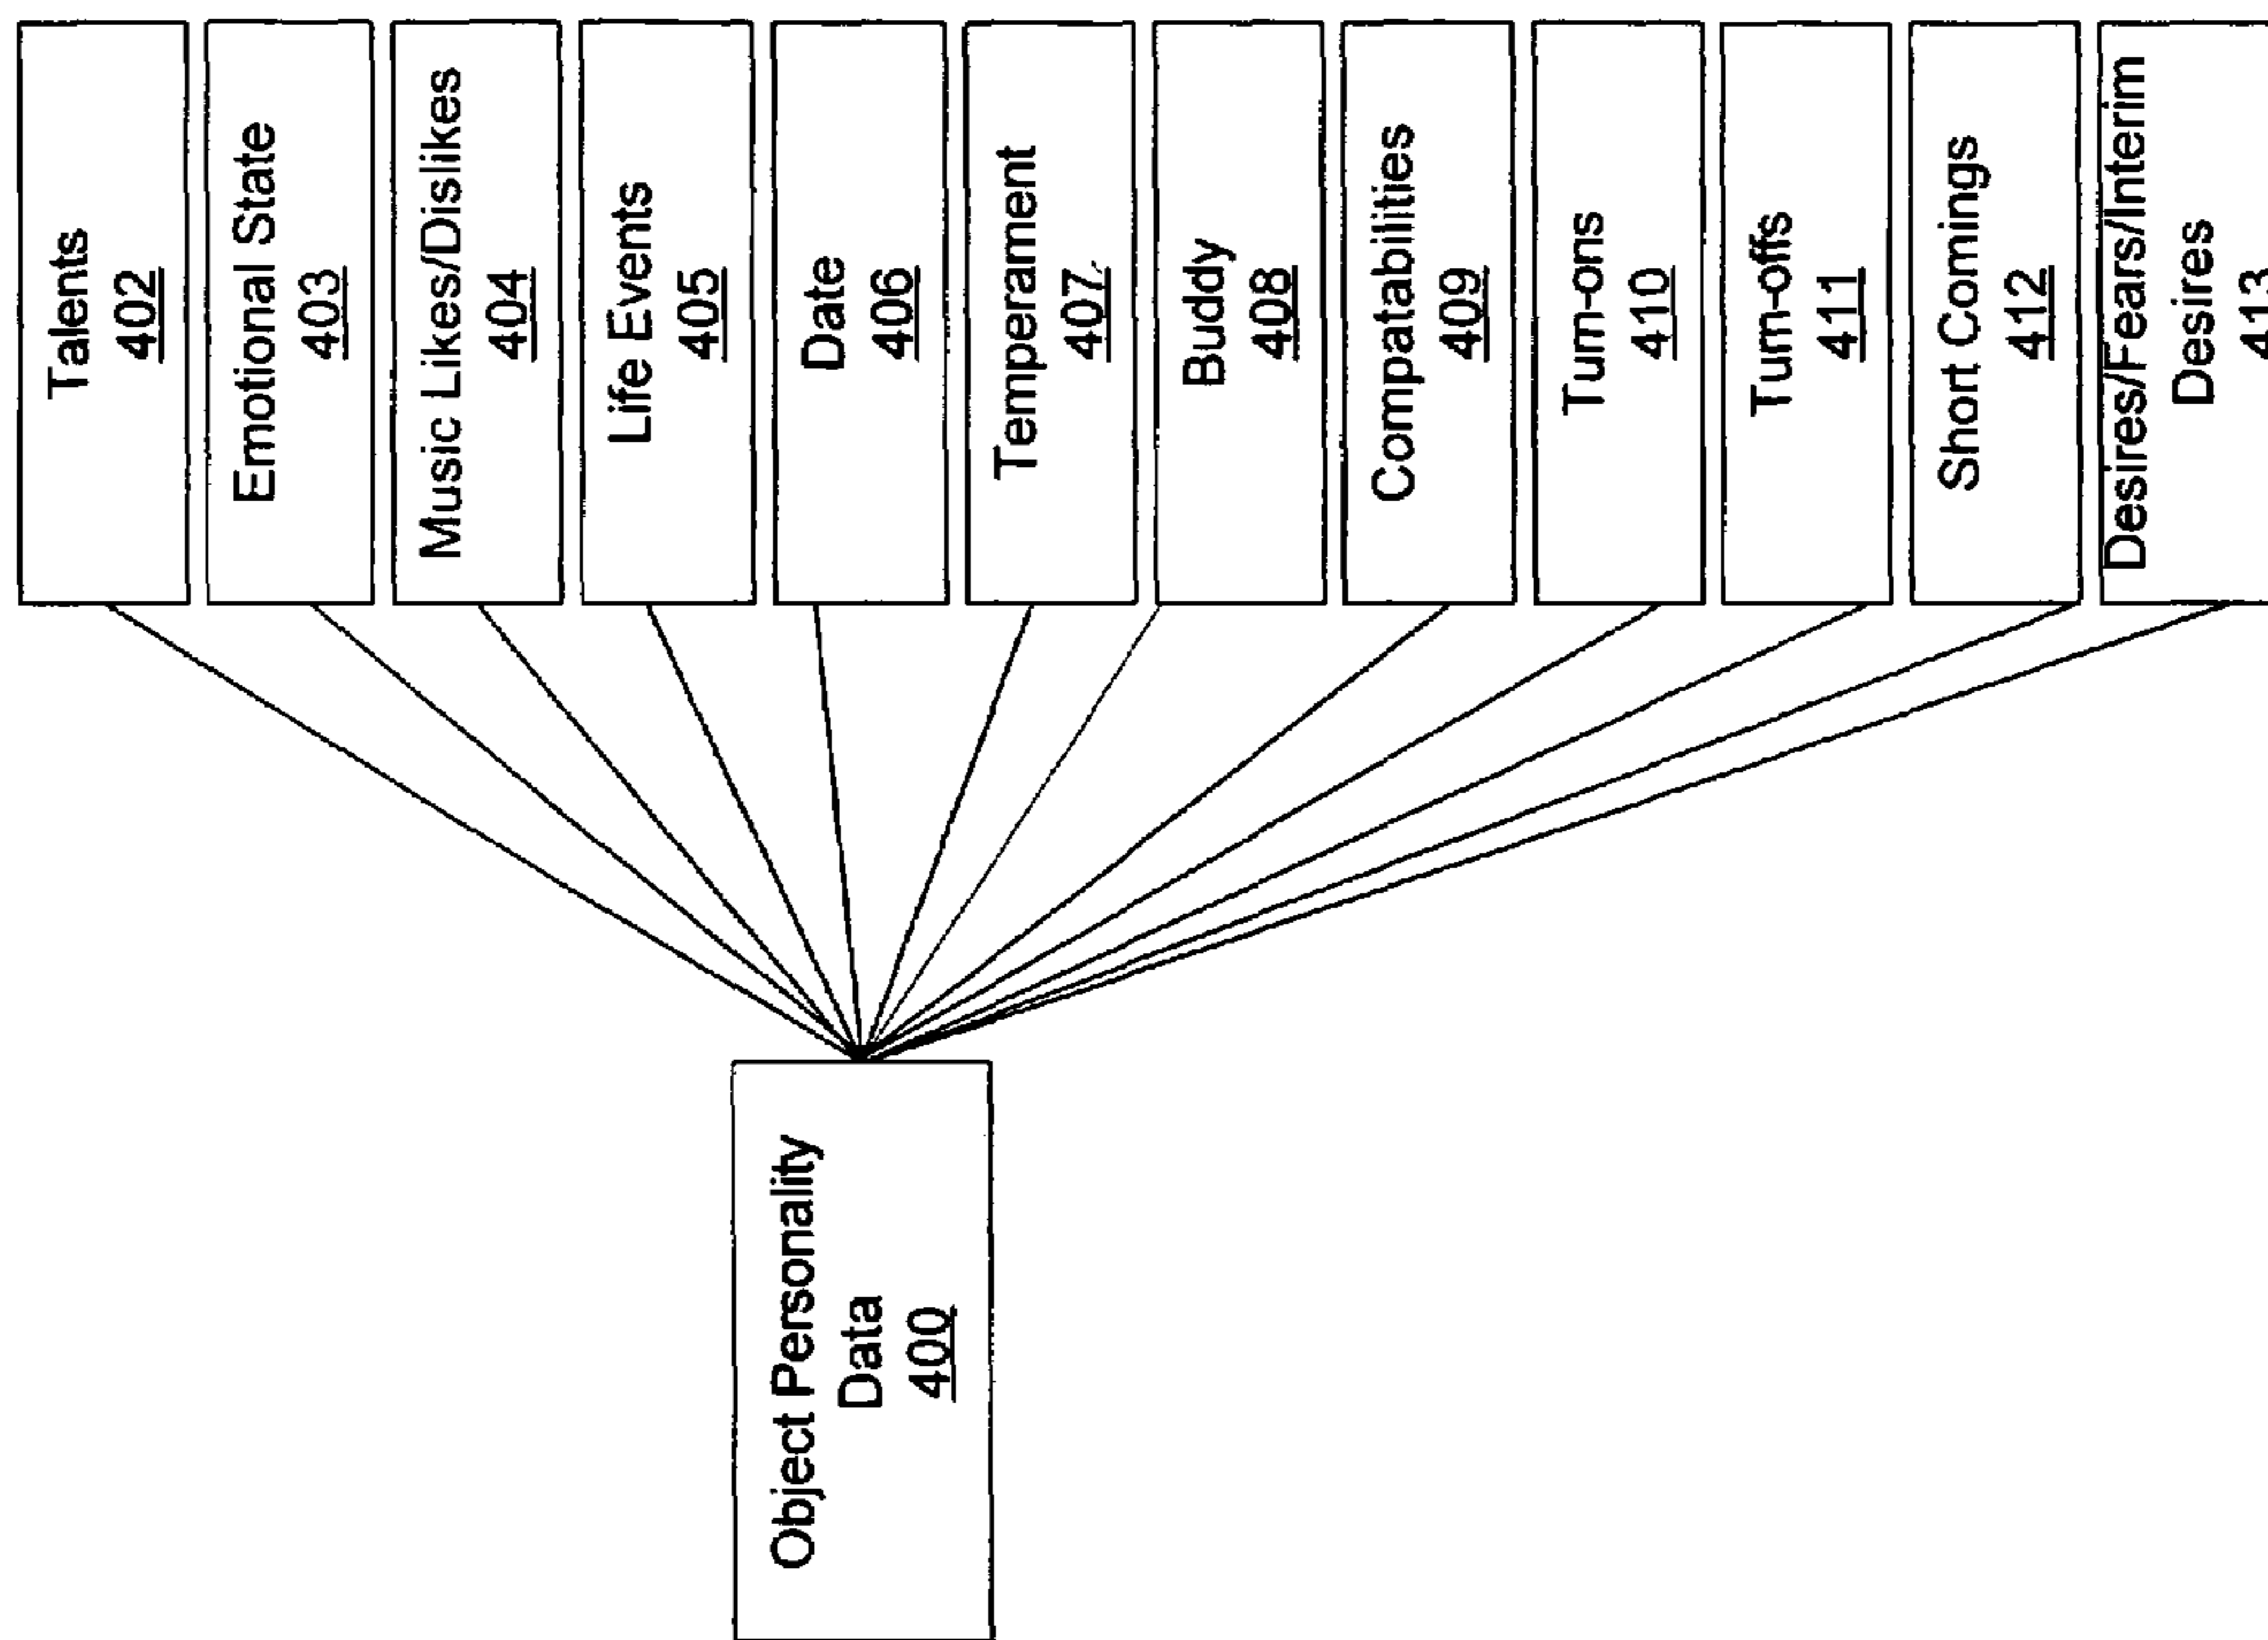 Object Personality
Data
400
Talents
402
Emotional State
403
Music Likes/Dislikes
404
Life Events
405
Date
406
Temperament
407
Buddy
408
Compatabilities
409
Turn-ons
410
Turn-offs
411
Short Comings
412
Desires/Fears/Interim
Desires
413